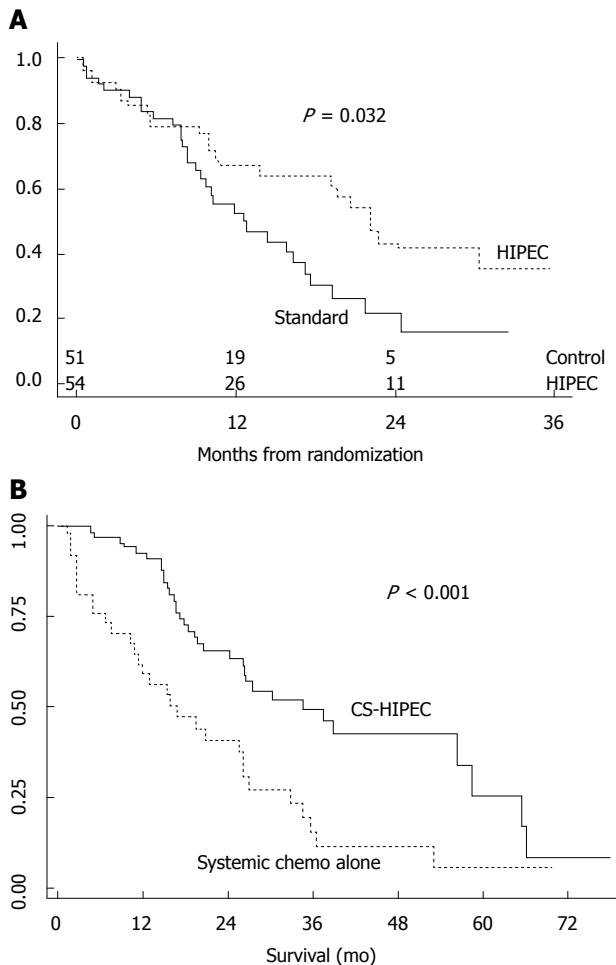 A
1.0
0.8
0.6
0.4
0.2
0.0
P = 0.032
HIPEC
Standard
51 19 5 Control
54 26 11 HIPEC
0 12 24 36
Months from randomization
B
1.00
0.75
0.50
0.25
0.00
P < 0.001
CS-HIPEC
Systemic chemo alone
0 12 24 36 48 60 72
Survival (mo)